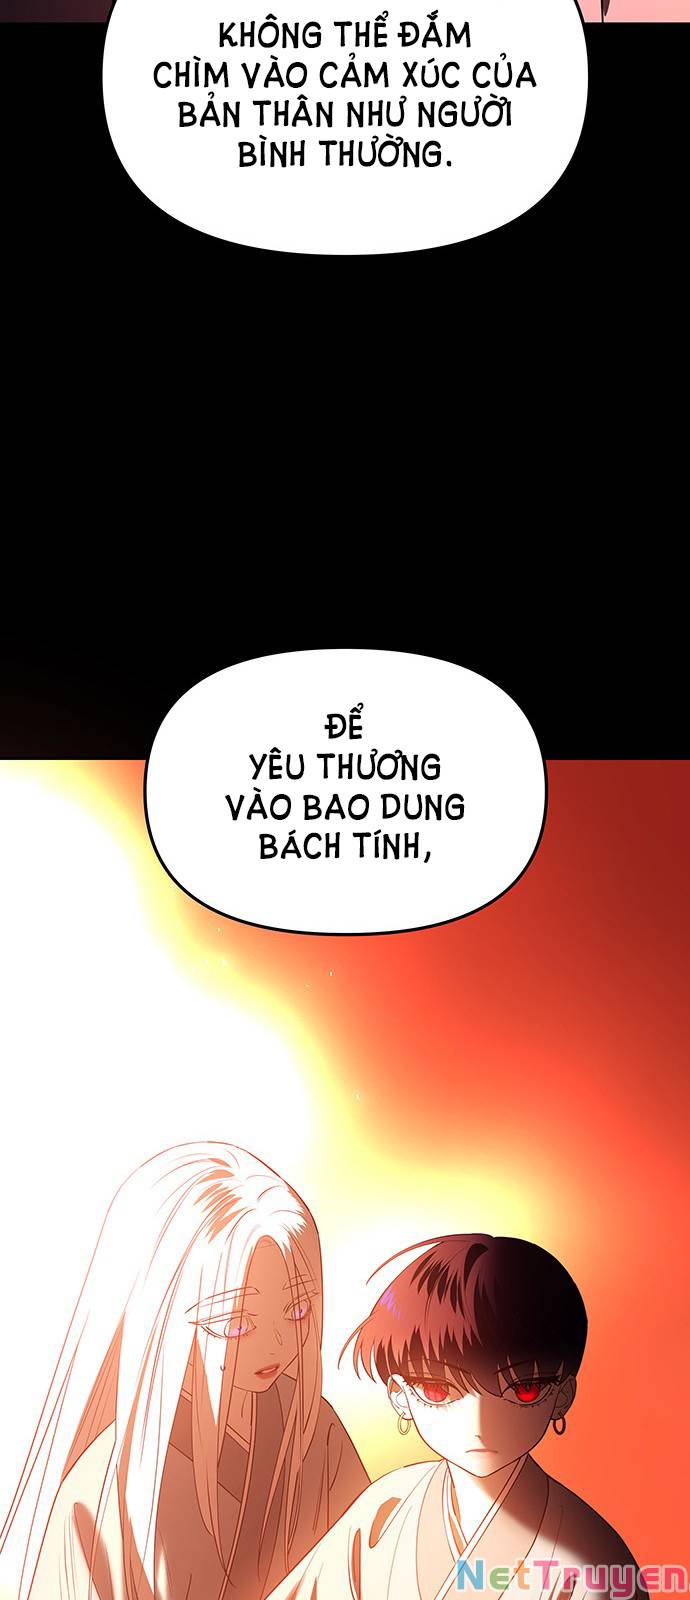 KHÔNG THỂ ĐẮM
CHÌM VÀO CẢM XÚC CỦA
BẢN THÂN NHƯ NGƯỜI
BÌNH THƯỜNG.
ĐỂ
YÊU THƯƠNG
VÀO BAO DUNG
BÁCH TÍNH,
NetTruyen